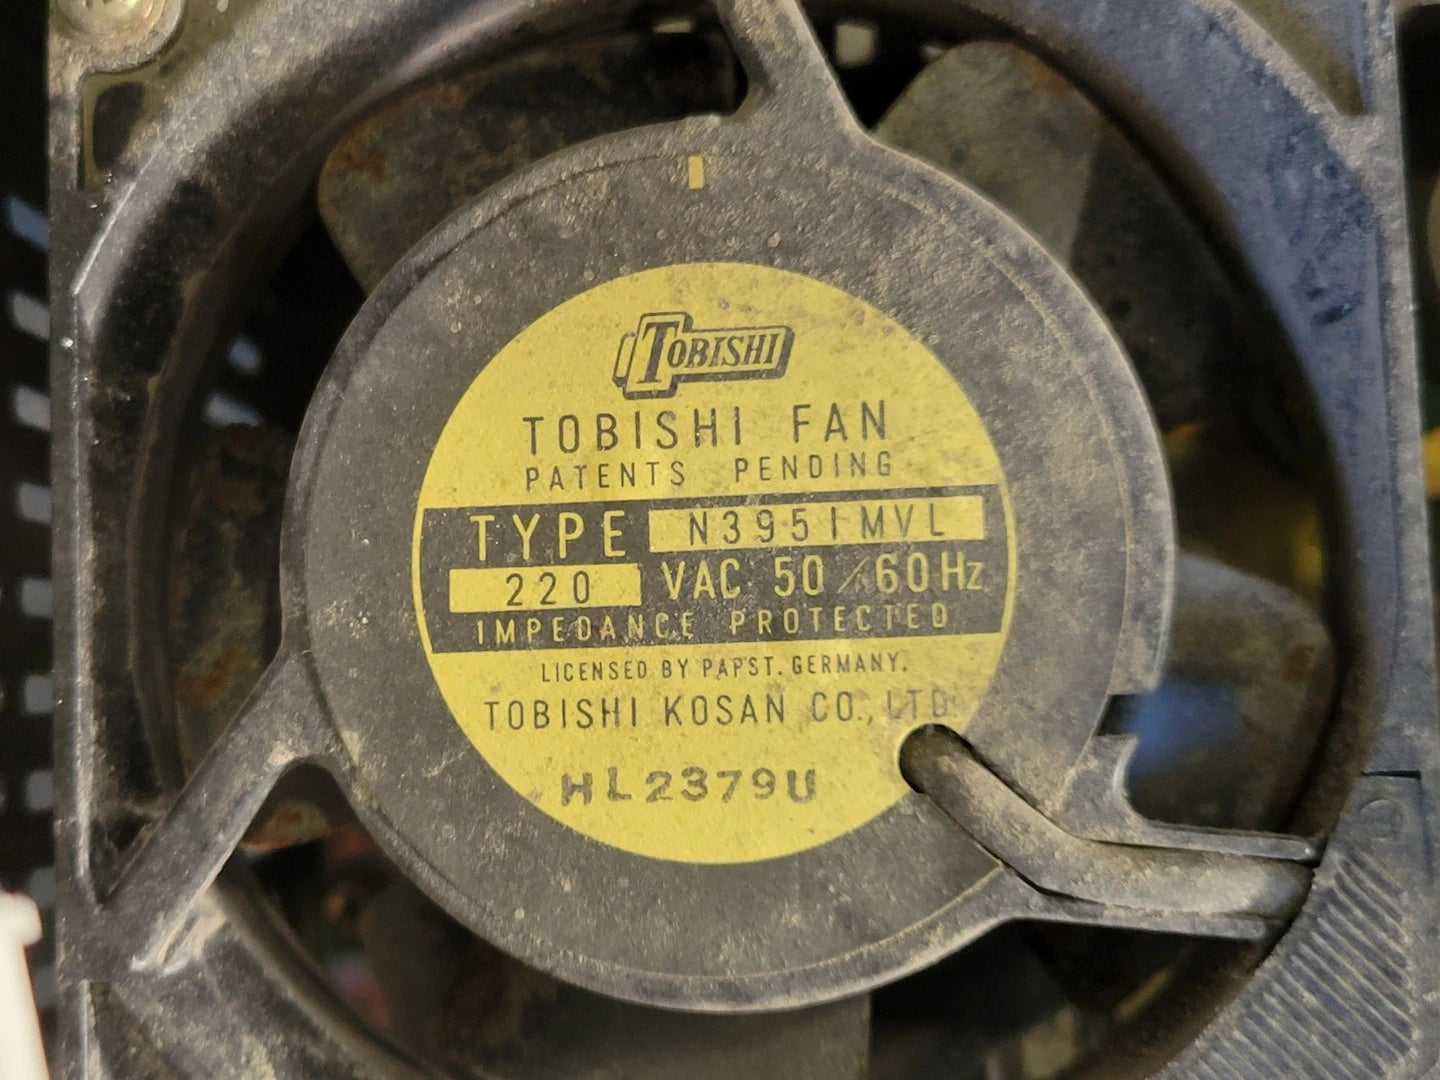 TOBISHI
TOBISHI FAN
PATENTS PENDING
TYPE N3951MVL
220 VAC 50/60Hz
IMPEDANCE PROTECTED
LICENSED BY PAPST. GERMANY.
TOBISHI KOSAN CO., LTD.
HL2379U